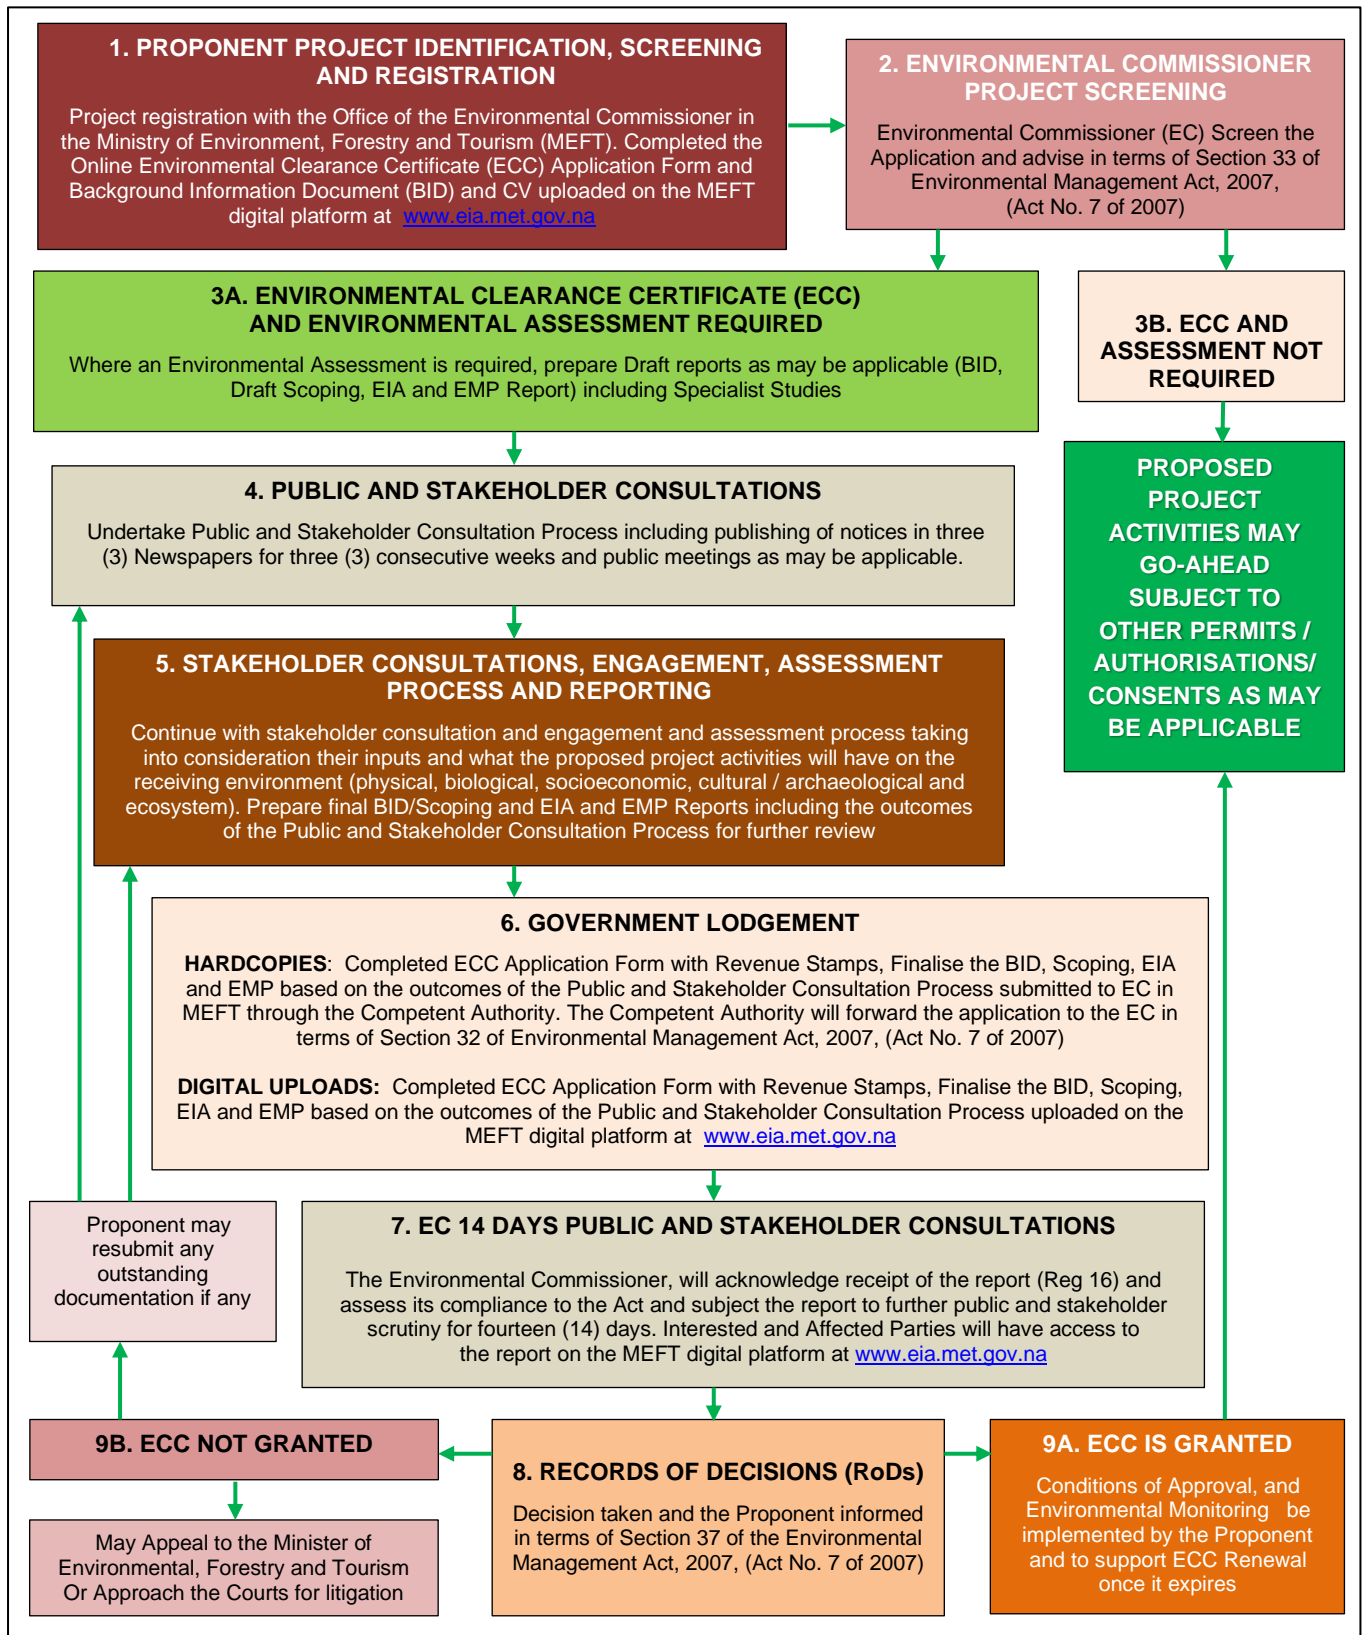 1. PROPONENT PROJECT IDENTIFICATION, SCREENING
AND REGISTRATION
Project registration with the Office of the Environmental Commissioner in
the Ministry of Environment, Forestry and Tourism (MEFT). Completed the
Online Environmental Clearance Certificate (ECC) Application Form and
Background Information Document (BID) and CV uploaded on the MEFT
digital platform at www.eia.met.gov.na
2. ENVIRONMENTAL COMMISSIONER
PROJECT SCREENING
Environmental Commissioner (EC) Screen the
Application and advise in terms of Section 33 of
Environmental Management Act, 2007,
(Act No. 7 of 2007)
3A. ENVIRONMENTAL CLEARANCE CERTIFICATE (ECC)
AND ENVIRONMENTAL ASSESSMENT REQUIRED
Where an Environmental Assessment is required, prepare Draft reports as may be applicable (BID,
Draft Scoping, EIA and EMP Report) including Specialist Studies
3B. ECC AND
ASSESSMENT NOT
REQUIRED
4. PUBLIC AND STAKEHOLDER CONSULTATIONS
Undertake Public and Stakeholder Consultation Process including publishing of notices in three
(3) Newspapers for three (3) consecutive weeks and public meetings as may be applicable.
PROPOSED
PROJECT
ACTIVITIES MAY
GO-AHEAD
SUBJECT TO
OTHER PERMITS /
AUTHORISATIONS/
CONSENTS AS MAY
BE APPLICABLE
5. STAKEHOLDER CONSULTATIONS, ENGAGEMENT, ASSESSMENT
PROCESS AND REPORTING
Continue with stakeholder consultation and engagement and assessment process taking
into consideration their inputs and what the proposed project activities will have on the
receiving environment (physical, biological, socioeconomic, cultural / archaeological and
ecosystem). Prepare final BID/Scoping and EIA and EMP Reports including the outcomes
of the Public and Stakeholder Consultation Process for further review
6. GOVERNMENT LODGEMENT
HARDCOPIES: Completed ECC Application Form with Revenue Stamps, Finalise the BID, Scoping, EIA
and EMP based on the outcomes of the Public and Stakeholder Consultation Process submitted to EC in
MEFT through the Competent Authority. The Competent Authority will forward the application to the EC in
terms of Section 32 of Environmental Management Act, 2007, (Act No. 7 of 2007)
DIGITAL UPLOADS: Completed ECC Application Form with Revenue Stamps, Finalise the BID, Scoping,
EIA and EMP based on the outcomes of the Public and Stakeholder Consultation Process uploaded on the
MEFT digital platform at www.eia.met.gov.na
Proponent may
resubmit any
outstanding
documentation if any
7. EC 14 DAYS PUBLIC AND STAKEHOLDER CONSULTATIONS
The Environmental Commissioner, will acknowledge receipt of the report (Reg 16) and
assess its compliance to the Act and subject the report to further public and stakeholder
scrutiny for fourteen (14) days. Interested and Affected Parties will have access to
the report on the MEFT digital platform at www.eia.met.gov.na
9B. ECC NOT GRANTED
May Appeal to the Minister of
Environmental, Forestry and Tourism
Or Approach the Courts for litigation
8. RECORDS OF DECISIONS (RoDs)
Decision taken and the Proponent informed
in terms of Section 37 of the Environmental
Management Act, 2007, (Act No. 7 of 2007)
9A. ECC IS GRANTED
Conditions of Approval, and
Environmental Monitoring be
implemented by the Proponent
and to support ECC Renewal
once it expires